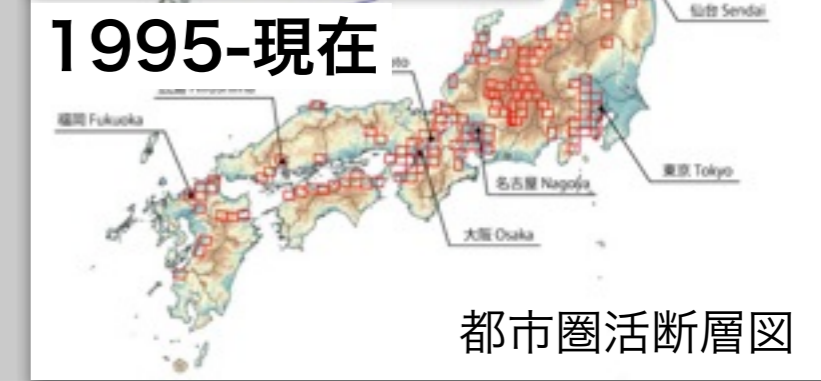 仙台 Sendai
1995-現在
oto
福岡 Fukuoka
東京 Tokyo
名古屋 Nagoya
大阪 Osaka
都市圏活断層図